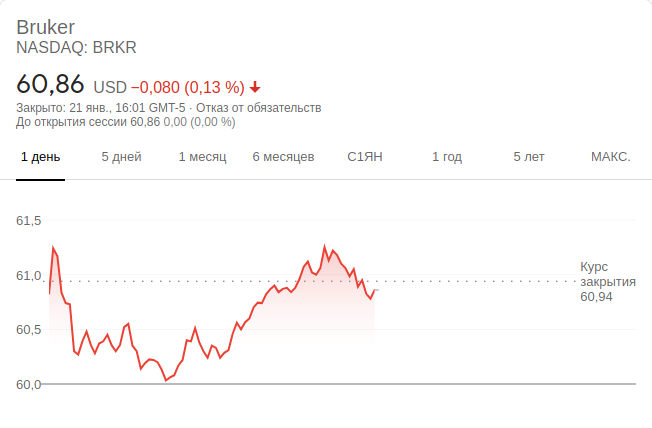 Bruker
NASDAQ: BRKR
60,86 USD −0,080 (0,13 %)
Закрыто: 21 янв., 16:01 GMT-5 · Отказ от обязательств
До открытия сессии 60,86 0,00 (0,00 %)
1 день 5 дней 1 месяц 6 месяцев С1ЯН 1 год 5 лет МАКС.
61,5
61,0
60,5
60,0
Курс
закрытия
60,94